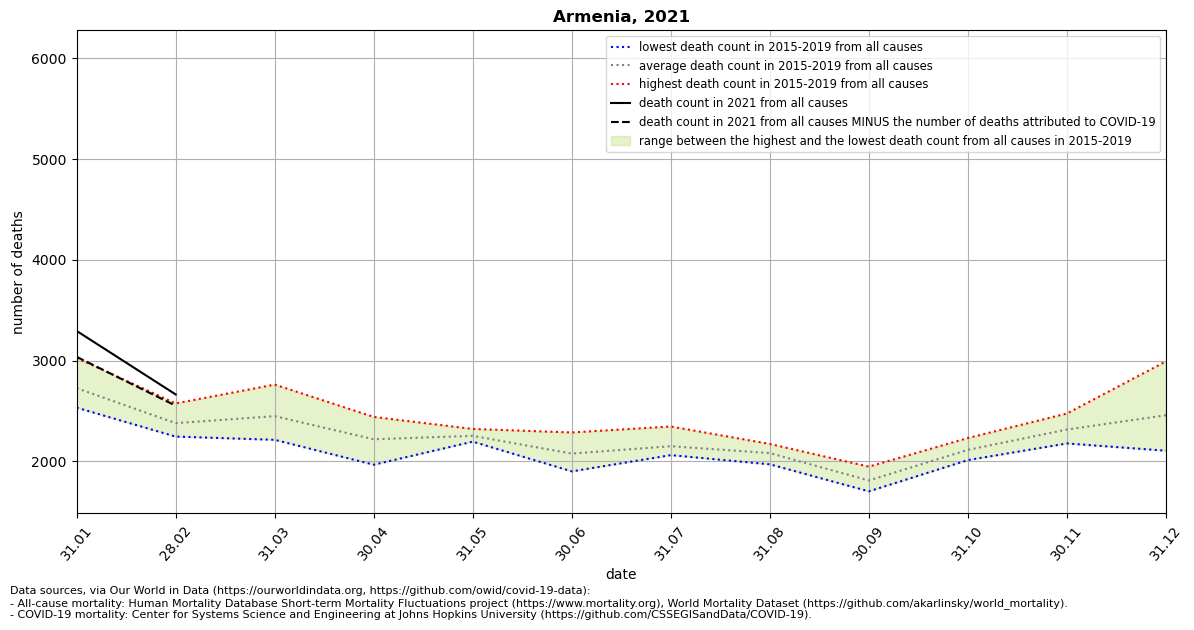 Armenia, 2021
lowest death count in 2015-2019 from all causes
average death count in 2015-2019 from all causes
highest death count in 2015-2019 from all causes
death count in 2021 from all causes
death count in 2021 from all causes MINUS the number of deaths attributed to COVID-19
range between the highest and the lowest death count from all causes in 2015-2019
number of deaths
6000
5000
4000
3000
2000
31.01
28.02
31.03
30.04
31.05
30.06
31.07
31.08
30.09
31.10
30.11
31.12
date
Data sources, via Our World in Data (https://ourworldindata.org, https://github.com/owid/covid-19-data):
- All-cause mortality: Human Mortality Database Short-term Mortality Fluctuations project (https://www.mortality.org), World Mortality Dataset (https://github.com/akarlinsky/world_mortality).
- COVID-19 mortality: Center for Systems Science and Engineering at Johns Hopkins University (https://github.com/CSSEGISandData/COVID-19).